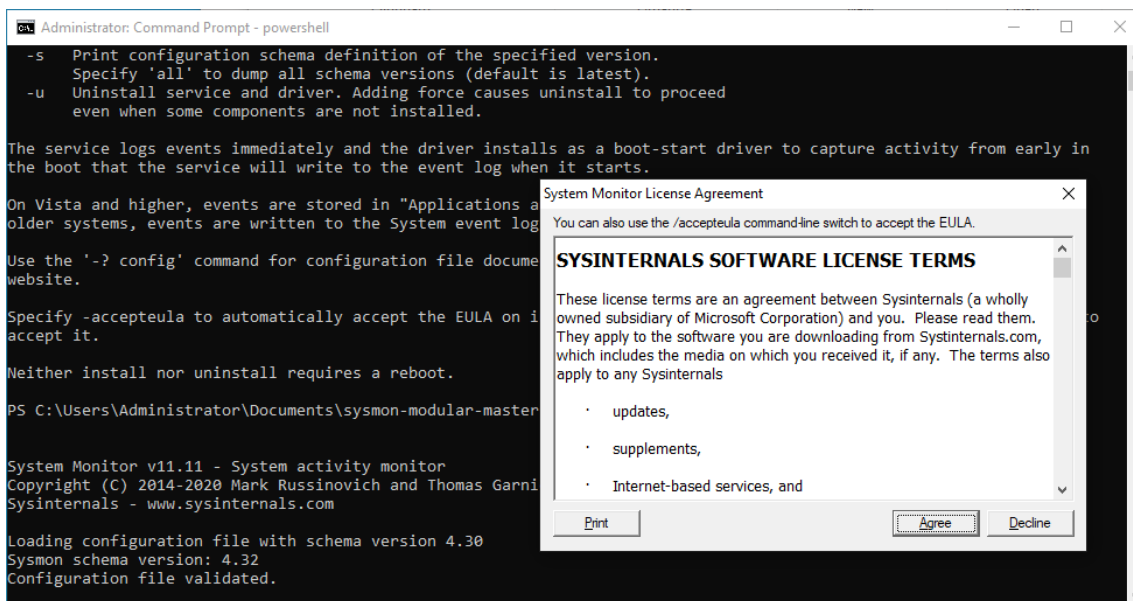 Administrator: Command Prompt - powershell
-s Print configuration schema definition of the specified version.
Specify 'all' to dump all schema versions (default is latest).
-u Uninstall service and driver. Adding force causes uninstall to proceed
even when some components are not installed.
The service logs events immediately and the driver installs as a boot-start driver to capture activity from early in
the boot that the service will write to the event log when it starts.
On Vista and higher, events are stored in "Applications a
older systems, events are written to the System event log
Use the '-? config' command for configuration file docume
website.
Specify -accepteula to automatically accept the EULA on i
accept it.
Neither install nor uninstall requires a reboot.
PS C:\Users\Administrator\Documents\sysmon-modular-master
System Monitor v11.11 - System activity monitor
Copyright (C) 2014-2020 Mark Russinovich and Thomas Garni
Sysinternals - www.sysinternals.com
Loading configuration file with schema version 4.30
Sysmon schema version: 4.32
Configuration file validated.
System Monitor License Agreement
You can also use the /accepteula command-line switch to accept the EULA.
SYSINTERNALS SOFTWARE LICENSE TERMS
These license terms are an agreement between Sysinternals (a wholly
owned subsidiary of Microsoft Corporation) and you. Please read them.
They apply to the software you are downloading from Systinternals.com,
which includes the media on which you received it, if any. The terms also
apply to any Sysinternals
· updates,
· supplements,
· Internet-based services, and
Print
Agree
Decline